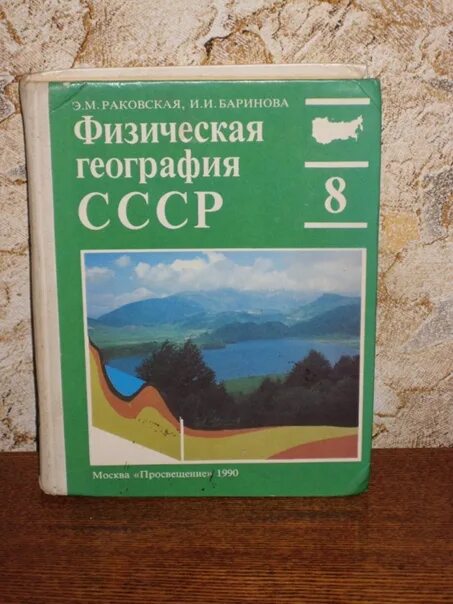 Э.М. РАКОВСКАЯ, И.И. БАРИНОВА
Физическая
география
СССР
8
Москва «Просвещение» 1990